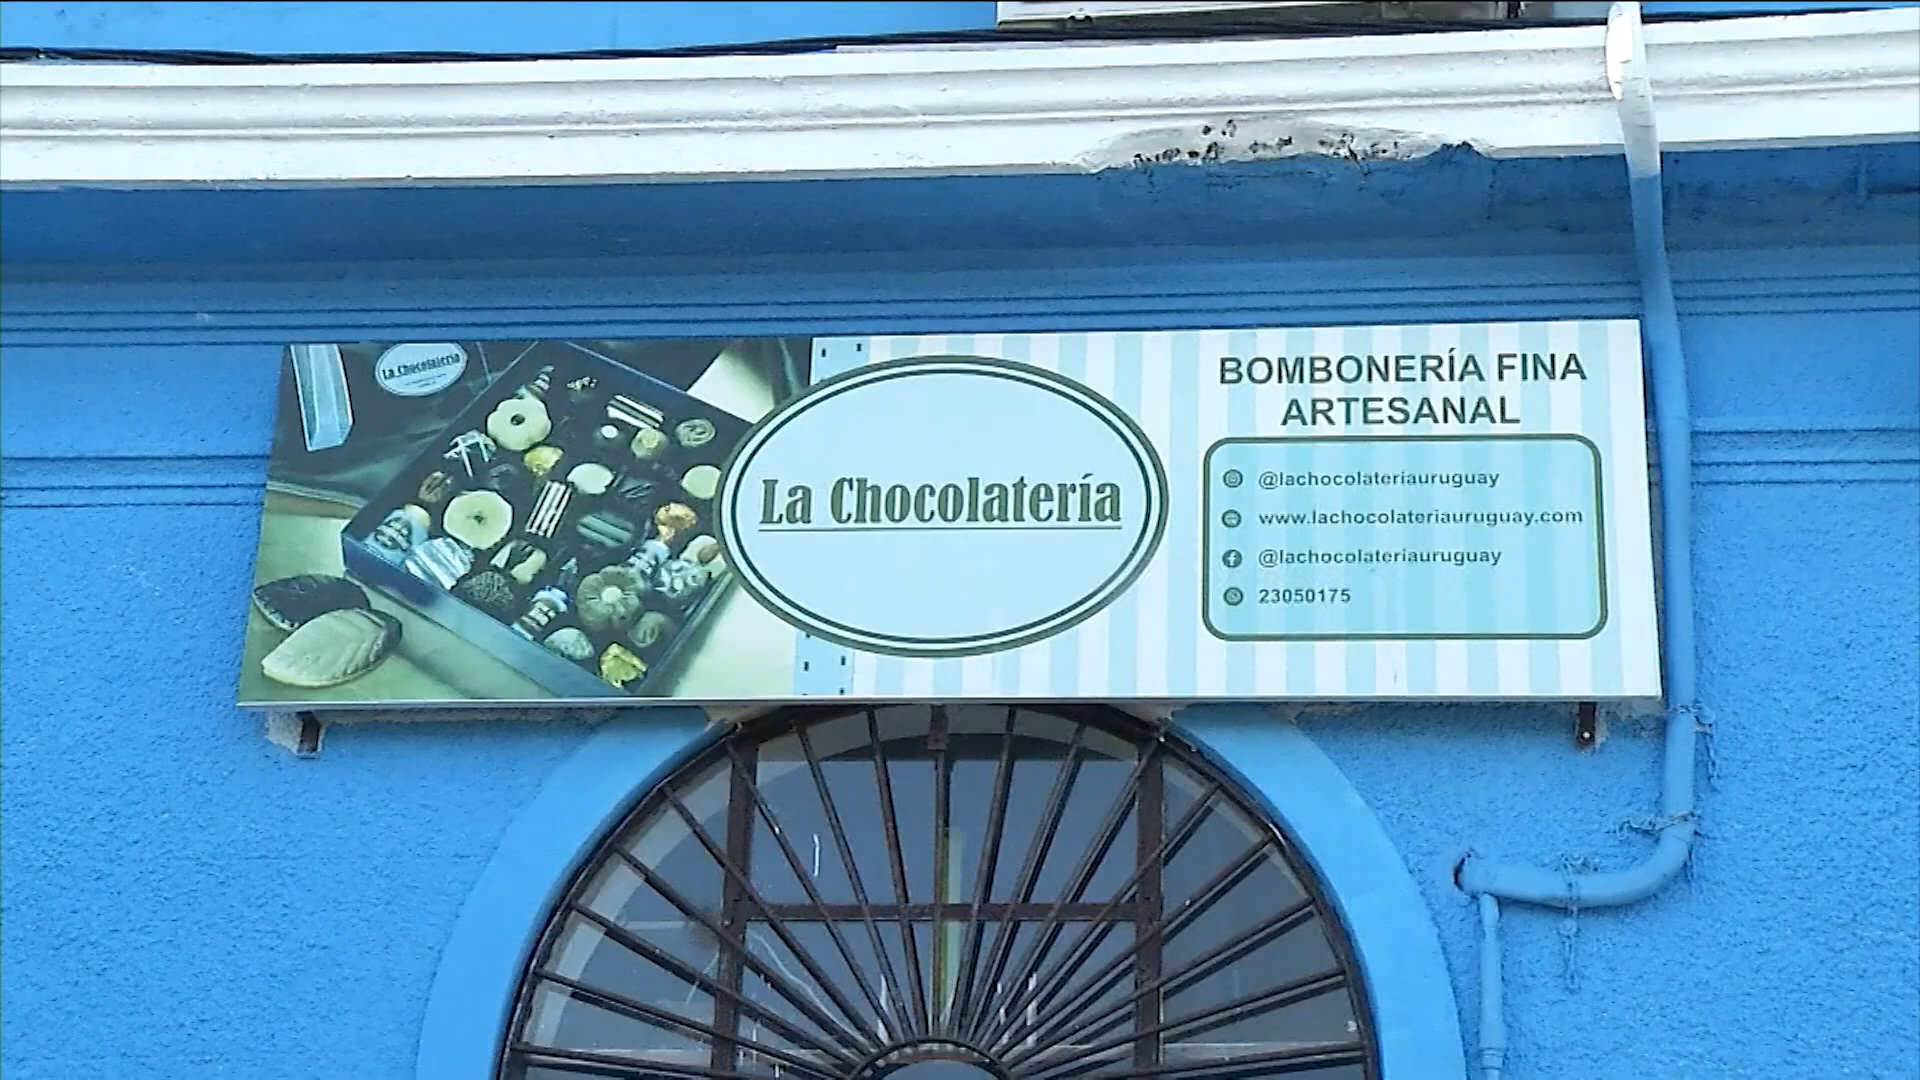 La Chocolatería
La Chocolatería
BOMBONERÍA FINA
ARTESANAL
@lachocolateriauruguay
www.lachocolateriauruguay.com
@lachocolateriauruguay
23050175